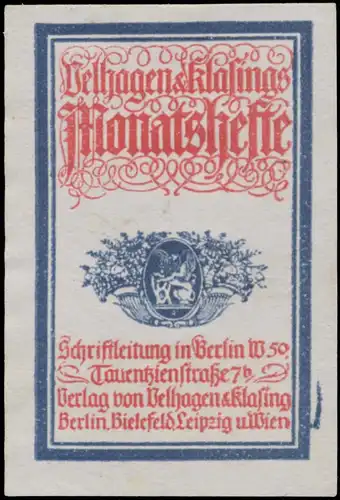 Velhagen & Klasings
Monatshefte
Schriftleitung in Berlin W 50,
Tauentzienstraße 7b.
Verlag von Velhagen & Klasing
Berlin, Bielefeld, Leipzig u. Wien